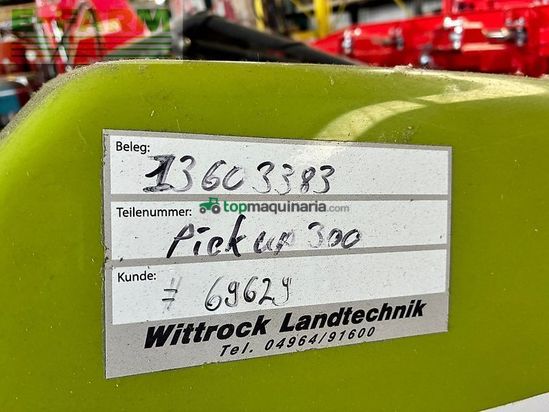 Beleg:
13603383
Teilenummer:
topmaquinaria.com
Pick up 300
Kunde:
# 69629
Wittrock Landtechnik
Tel. 04964/91600